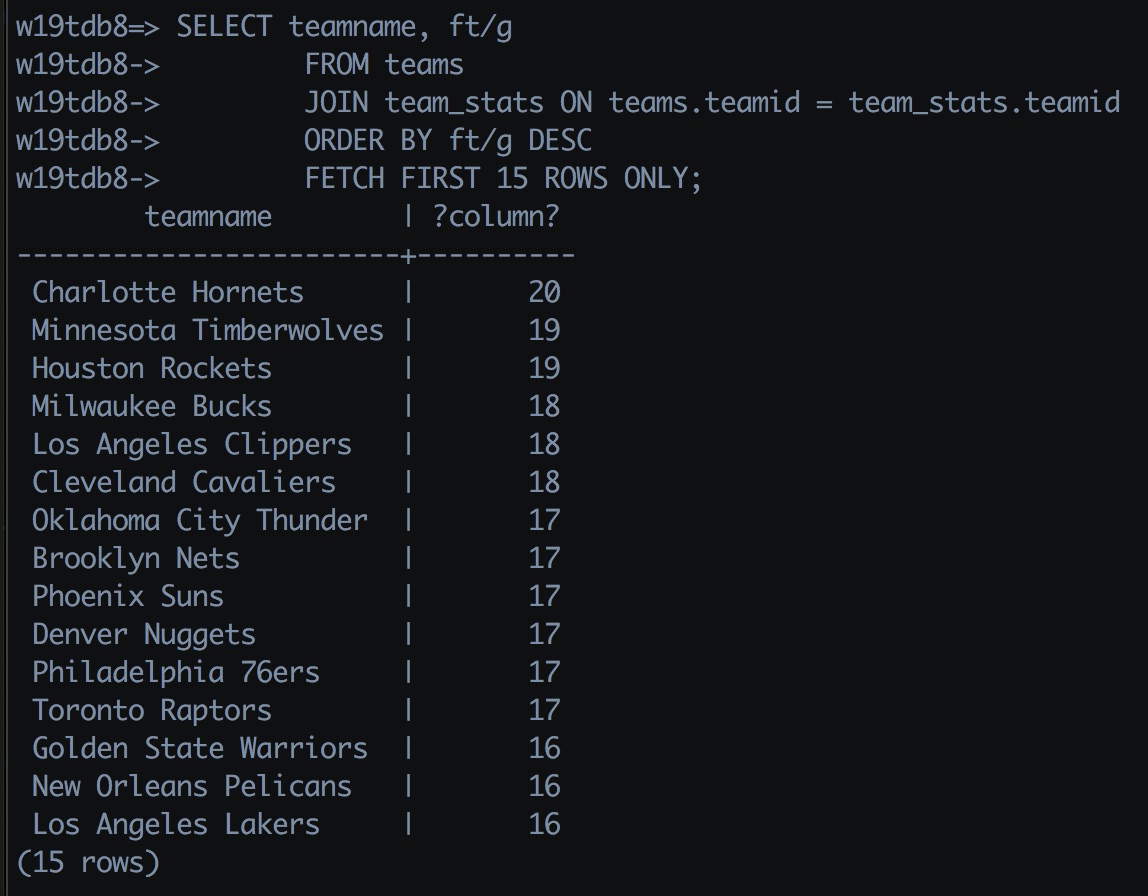 w19tdb8=> SELECT teamname, ft/g
w19tdb8->         FROM teams
w19tdb8->         JOIN team_stats ON teams.teamid = team_stats.teamid
w19tdb8->         ORDER BY ft/g DESC
w19tdb8->         FETCH FIRST 15 ROWS ONLY;
        teamname        | ?column?
------------------------+----------
 Charlotte Hornets      |       20
 Minnesota Timberwolves |       19
 Houston Rockets        |       19
 Milwaukee Bucks        |       18
 Los Angeles Clippers   |       18
 Cleveland Cavaliers    |       18
 Oklahoma City Thunder  |       17
 Brooklyn Nets          |       17
 Phoenix Suns           |       17
 Denver Nuggets         |       17
 Philadelphia 76ers     |       17
 Toronto Raptors        |       17
 Golden State Warriors  |       16
 New Orleans Pelicans   |       16
 Los Angeles Lakers     |       16
(15 rows)